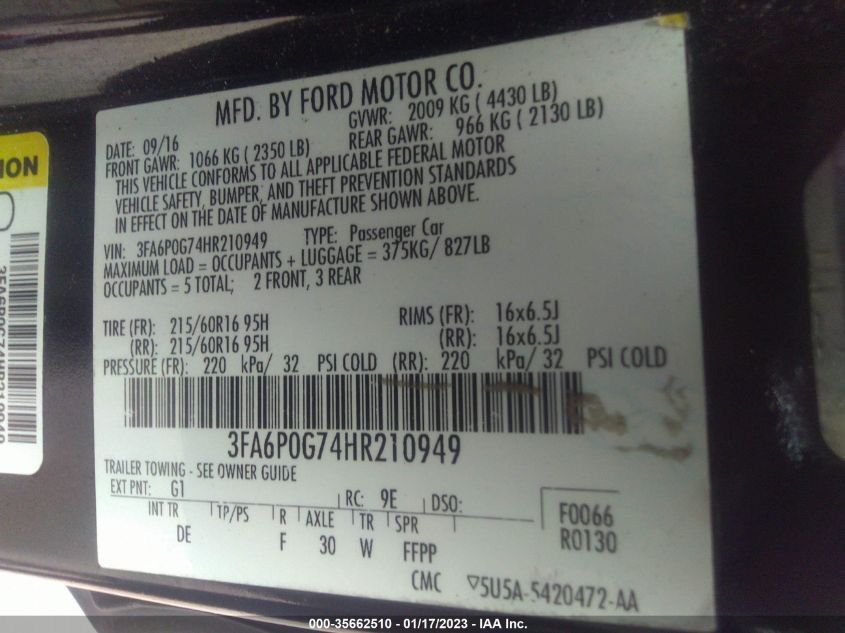 MFD. BY FORD MOTOR CO.
DATE: 09/16 GVWR: 2009 KG ( 4430 LB)
FRONT GAWR: 1066 KG ( 2350 LB) REAR GAWR: 966 KG ( 2130 LB)
THIS VEHICLE CONFORMS TO ALL APPLICABLE FEDERAL MOTOR
VEHICLE SAFETY, BUMPER, AND THEFT PREVENTION STANDARDS
IN EFFECT ON THE DATE OF MANUFACTURE SHOWN ABOVE.
VIN: 3FA6P0G74HR210949 TYPE: Passenger Car
MAXIMUM LOAD = OCCUPANTS + LUGGAGE = 375KG/ 827LB
OCCUPANTS = 5 TOTAL; 2 FRONT, 3 REAR
TIRE (FR): 215/60R16 95H RIMS (FR): 16x6.5J
(RR): 215/60R16 95H (RR): 16x6.5J
PRESSURE (FR): 220 kPa/ 32 PSI COLD (RR): 220 kPa/ 32 PSI COLD
3FA6P0G74HR210949
TRAILER TOWING - SEE OWNER GUIDE
EXT PNT: G1 RC: 9E DSO:
INT TR TP/PS R AXLE TR SPR
DE F 30 W FFPP
F0066
R0130
CMC ▽5U5A-5420472-AA
ION
3FA6P0G74HR210949
000-35662510 - 01/17/2023 - IAA Inc.